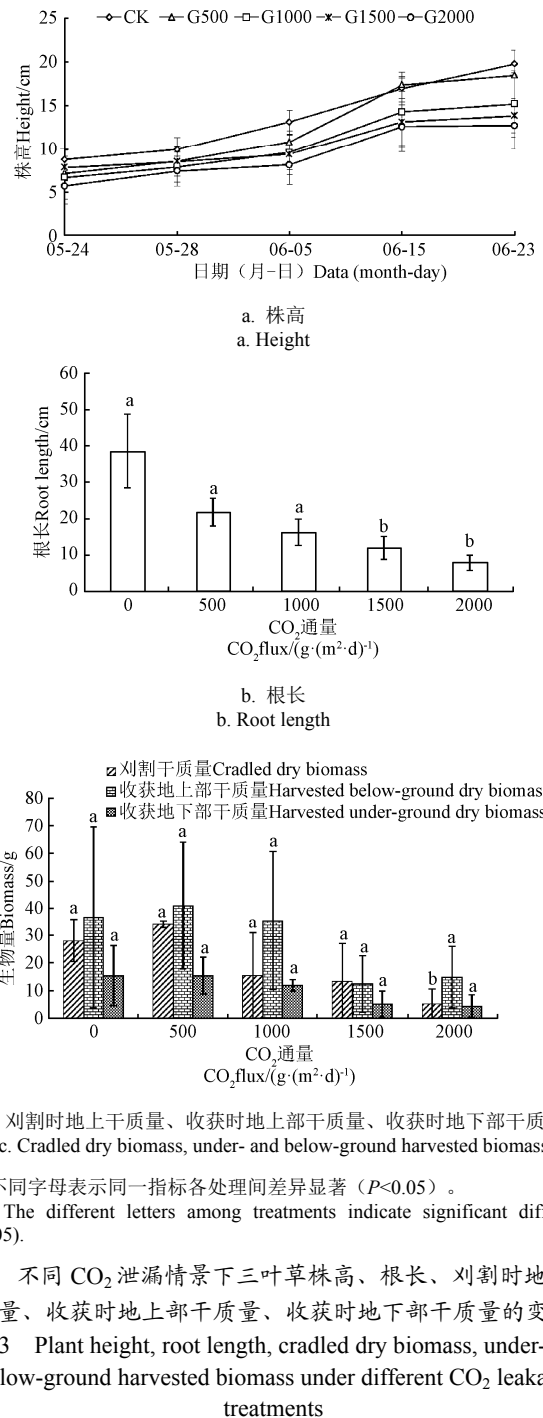 CK G500 G1000 G1500 G2000
25
20
15
10
5
0
株高Height/cm
05-24 05-28 06-05 06-15 06-23
日期（月-日）Data (month-day)
a. 株高
a. Height
60
50
40
30
20
10
0
根长Root length/cm
a
a
a
b
b
0 500 1000 1500 2000
CO₂通量
CO₂flux/(g·(m²·d)⁻¹)
b. 根长
b. Root length
刈割干质量Cradled dry biomass
收获地上部干质量Harvested below-ground dry biomass
收获地下部干质量Harvested under-ground dry biomass
80
70
60
50
40
30
20
10
0
生物量Biomass/g
a a a a a a a a a a a a b a a
0 500 1000 1500 2000
CO₂通量
CO₂flux/(g·(m²·d)⁻¹)
刈割时地上干质量、收获时地上部干质量、收获时地下部干质
c. Cradled dry biomass, under- and below-ground harvested biomass
不同字母表示同一指标各处理间差异显著（P<0.05）。
The different letters among treatments indicate significant diff
05).
不同 CO₂ 泄漏情景下三叶草株高、根长、刈割时地
量、收获时地上部干质量、收获时地下部干质量的变
3 Plant height, root length, cradled dry biomass, under-
low-ground harvested biomass under different CO₂ leaka
treatments